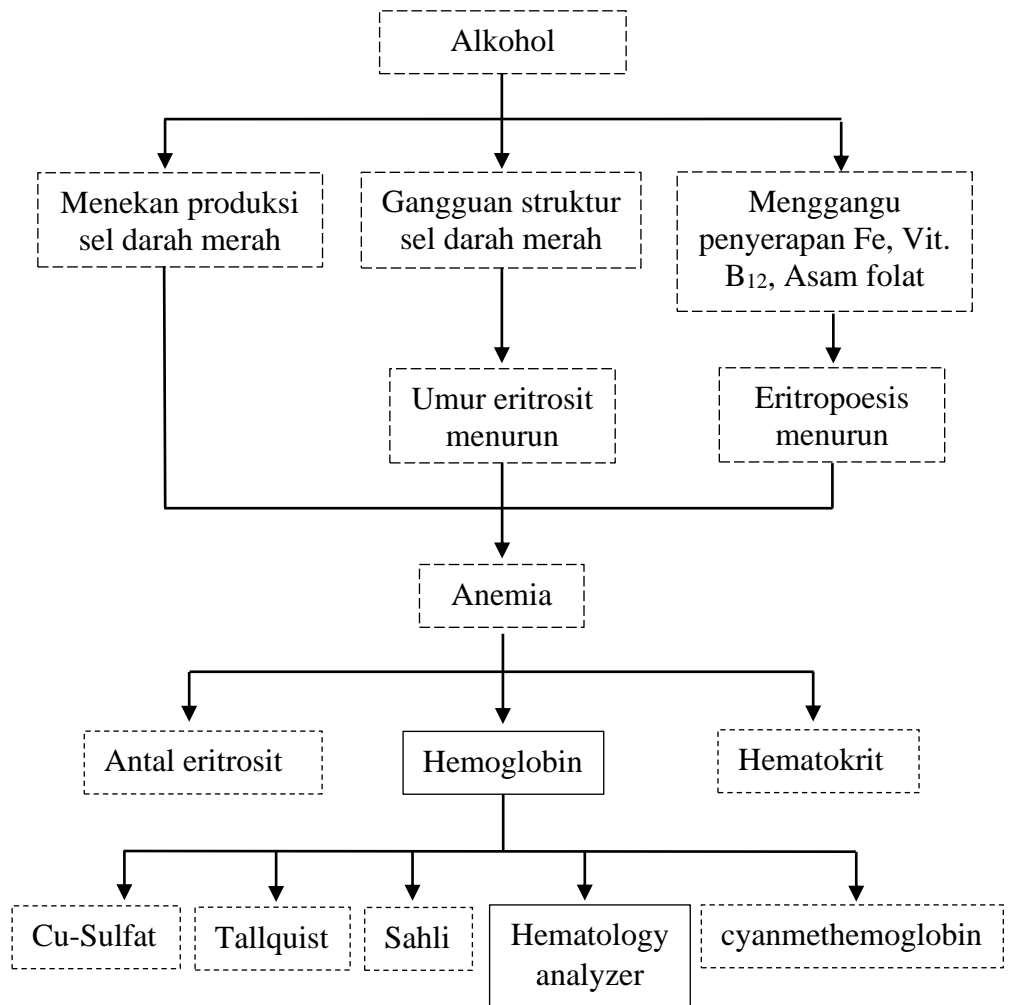 Alkohol
Menekan produksi
sel darah merah
Gangguan struktur
sel darah merah
Menggangu
penyerapan Fe, Vit.
B₁₂, Asam folat
Umur eritrosit
menurun
Eritropoesis
menurun
Anemia
Antal eritrosit
Hemoglobin
Hematokrit
Cu-Sulfat
Tallquist
Sahli
Hematology
analyzer
cyanmethemoglobin